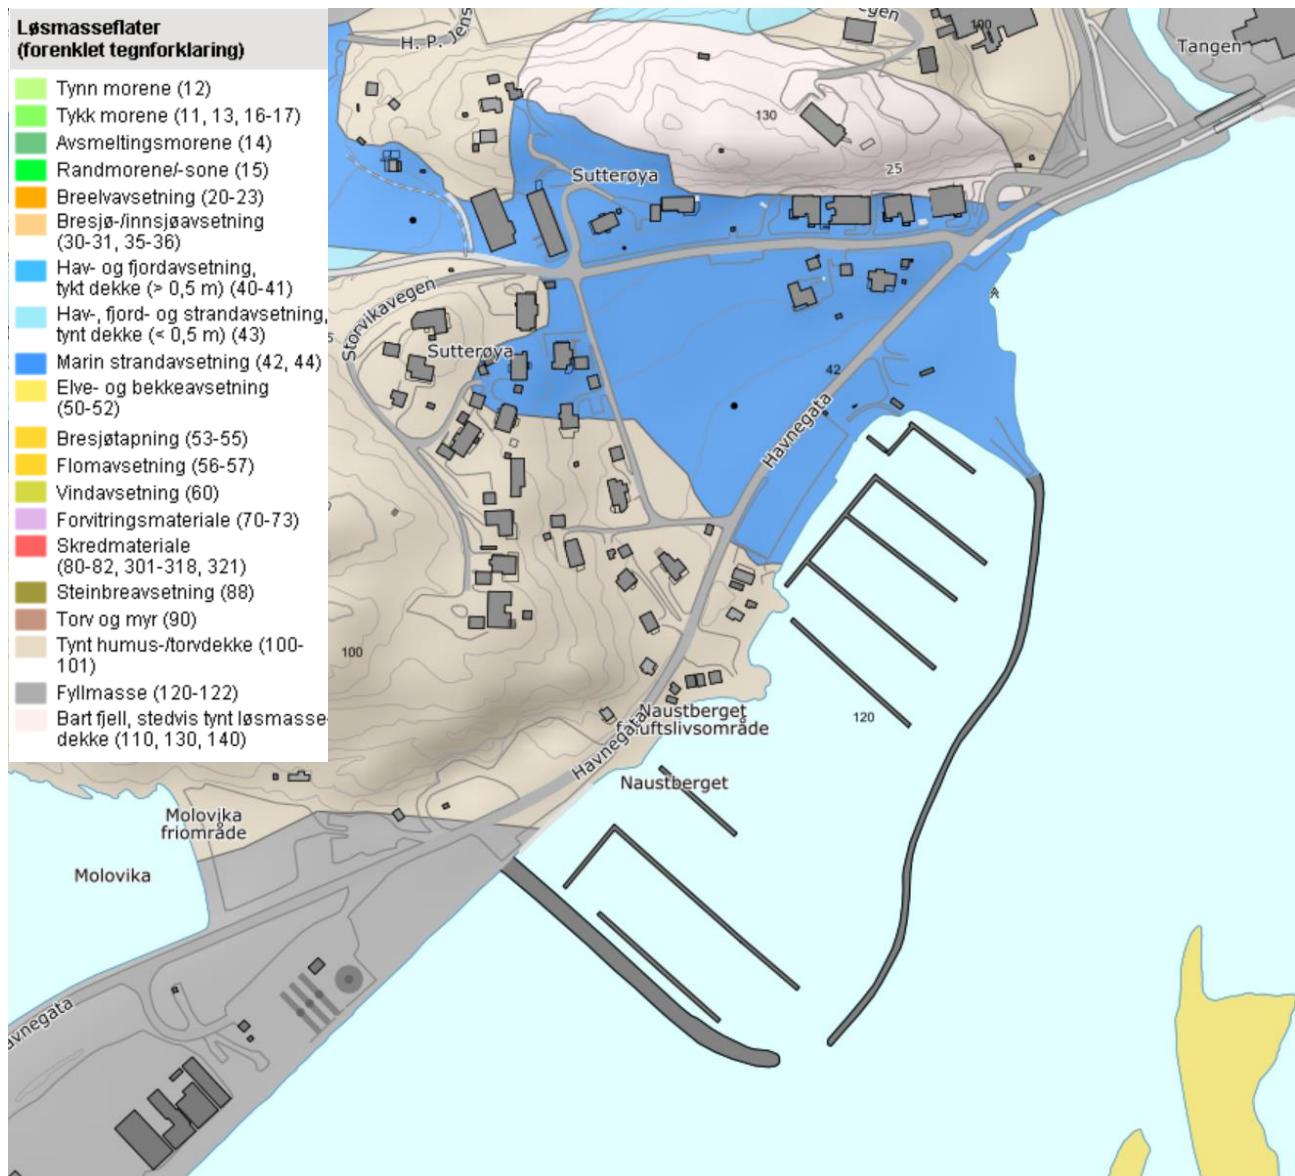 Løsmasseflater
(forenklet tegnforklaring)
Tynn morene (12)
Tykk morene (11, 13, 16-17)
Avsmeltingsmorene (14)
Randmorene/-sone (15)
Breelvavsetning (20-23)
Bresjø-/innsjøavsetning
(30-31, 35-36)
Hav- og fjordavsetning,
tykt dekke (> 0,5 m) (40-41)
Hav-, fjord- og strandavsetning,
tynt dekke (< 0,5 m) (43)
Marin strandavsetning (42, 44)
Elve- og bekkeavsetning
(50-52)
Bresjøtapning (53-55)
Flomavsetning (56-57)
Vindavsetning (60)
Forvitringsmateriale (70-73)
Skredmateriale
(80-82, 301-318, 321)
Steinbreavsetning (88)
Torv og myr (90)
Tynt humus-/torvdekke (100-
101)
Fyllmasse (120-122)
Bart fjell, stedvis tynt løsmasse-
dekke (110, 130, 140)
H. P. Jens
egen
100
Tangen
130
25
Sutterøya
Storvikavegen
Sutterøya
42
Havnegata
100
Naustberget
friluftslivsområde
120
Havnegata
Naustberget
Molovika
friområde
Molovika
avnegata